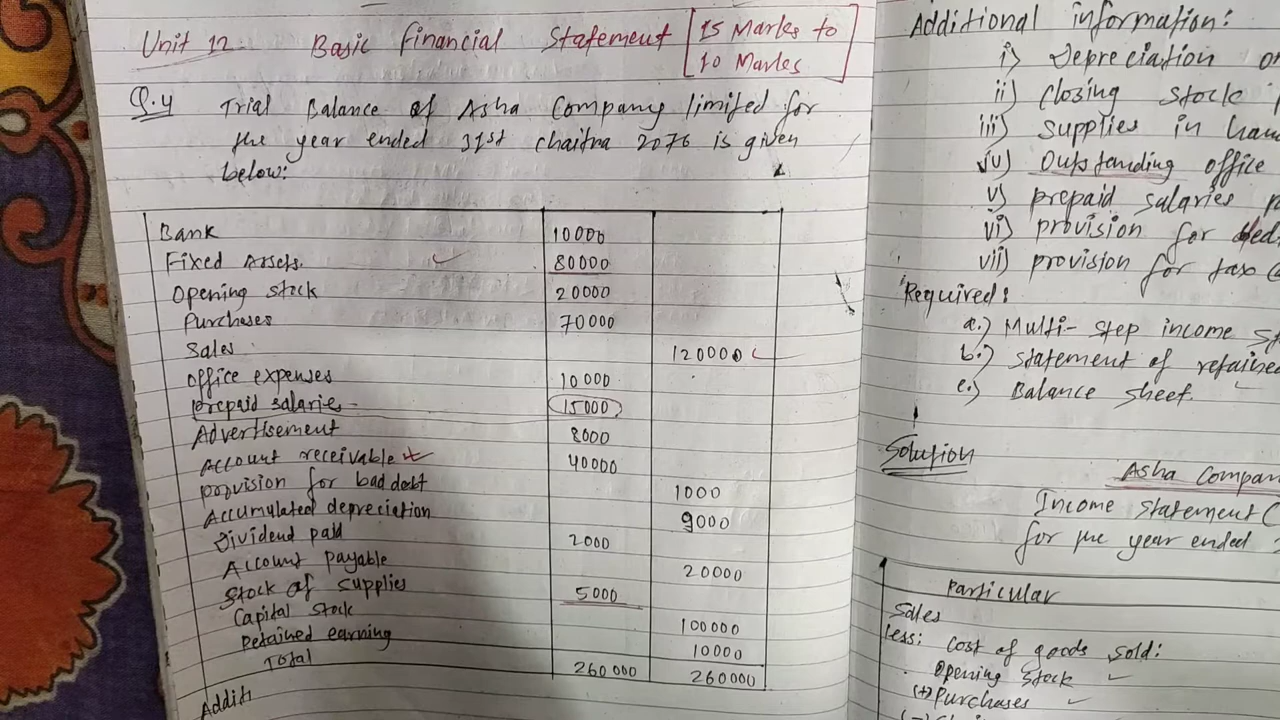 Unit 12. Basic Financial Statement [15 Marks to
10 Marks]
Q.4 Trial Balance of Asha Company limited for
the year ended 31st chaitra 2076 is given
below:
Bank 10000
Fixed Assets. 80000
Opening stock 20000
Purchases 70000
Sales 120000
Office expenses 10000
prepaid salaries 15000
Advertisement 8000
Account receivable 40000
provision for bad debt 1000
Accumulated depreciation 9000
Dividend paid 2000
Account payable 20000
Stock of supplies 5000
Capital stock 100000
Retained earning 10000
Total 260000 260000
Additi
Additional information:
i) Depreciation
ii) Closing stock
iii) supplies in
iv) Outstanding office
v) prepaid salaries
vi) provision for
vii) provision for tax
Required:
a.) Multi-step income
b.) statement of
c.) Balance sheet.
Solution
Asha Compan
Income statement (
for the year ended
Particular
Sales
Less: cost of goods sold:
Opening stock
(+) Purchases
(-)